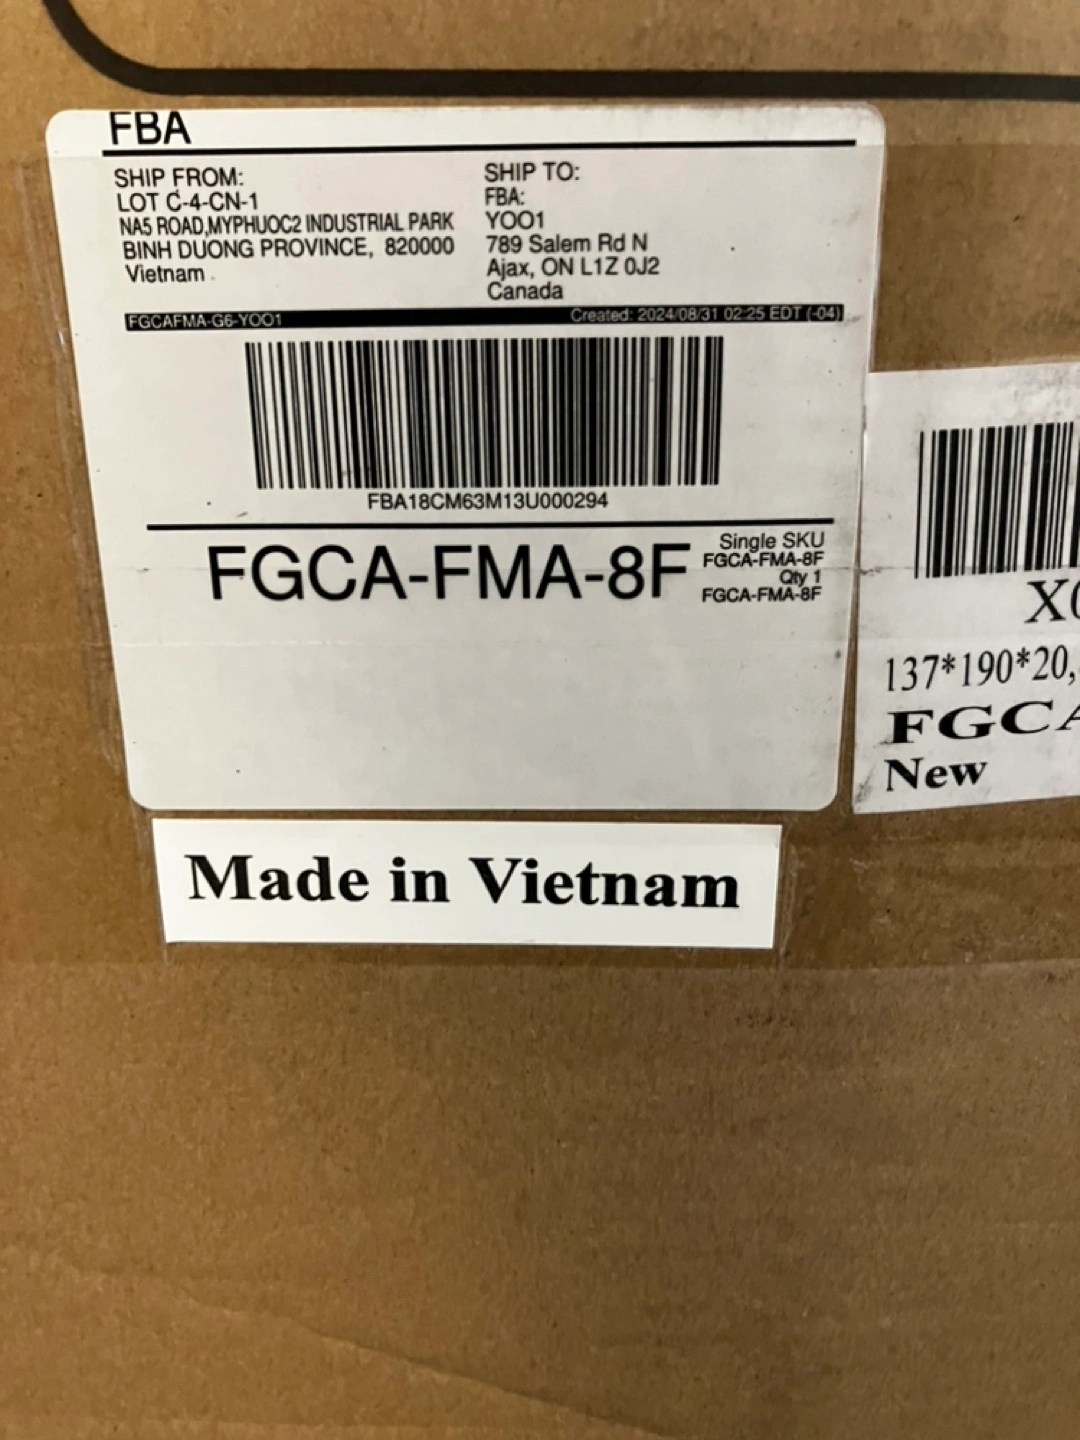 FBA
SHIP FROM:
LOT C-4-CN-1
NA5 ROAD,MYPHUOC2 INDUSTRIAL PARK
BINH DUONG PROVINCE, 820000
Vietnam
SHIP TO:
FBA:
YOO1
789 Salem Rd N
Ajax, ON L1Z 0J2
Canada
FGCAFMA-G6-YOO1
Created: 2024/08/31 02:25 EDT (-04)
FBA18CM63M13U000294
FGCA-FMA-8F
Single SKU
FGCA-FMA-8F
Qty 1
FGCA-FMA-8F
137*190*20,
FGCA
New
Made in Vietnam